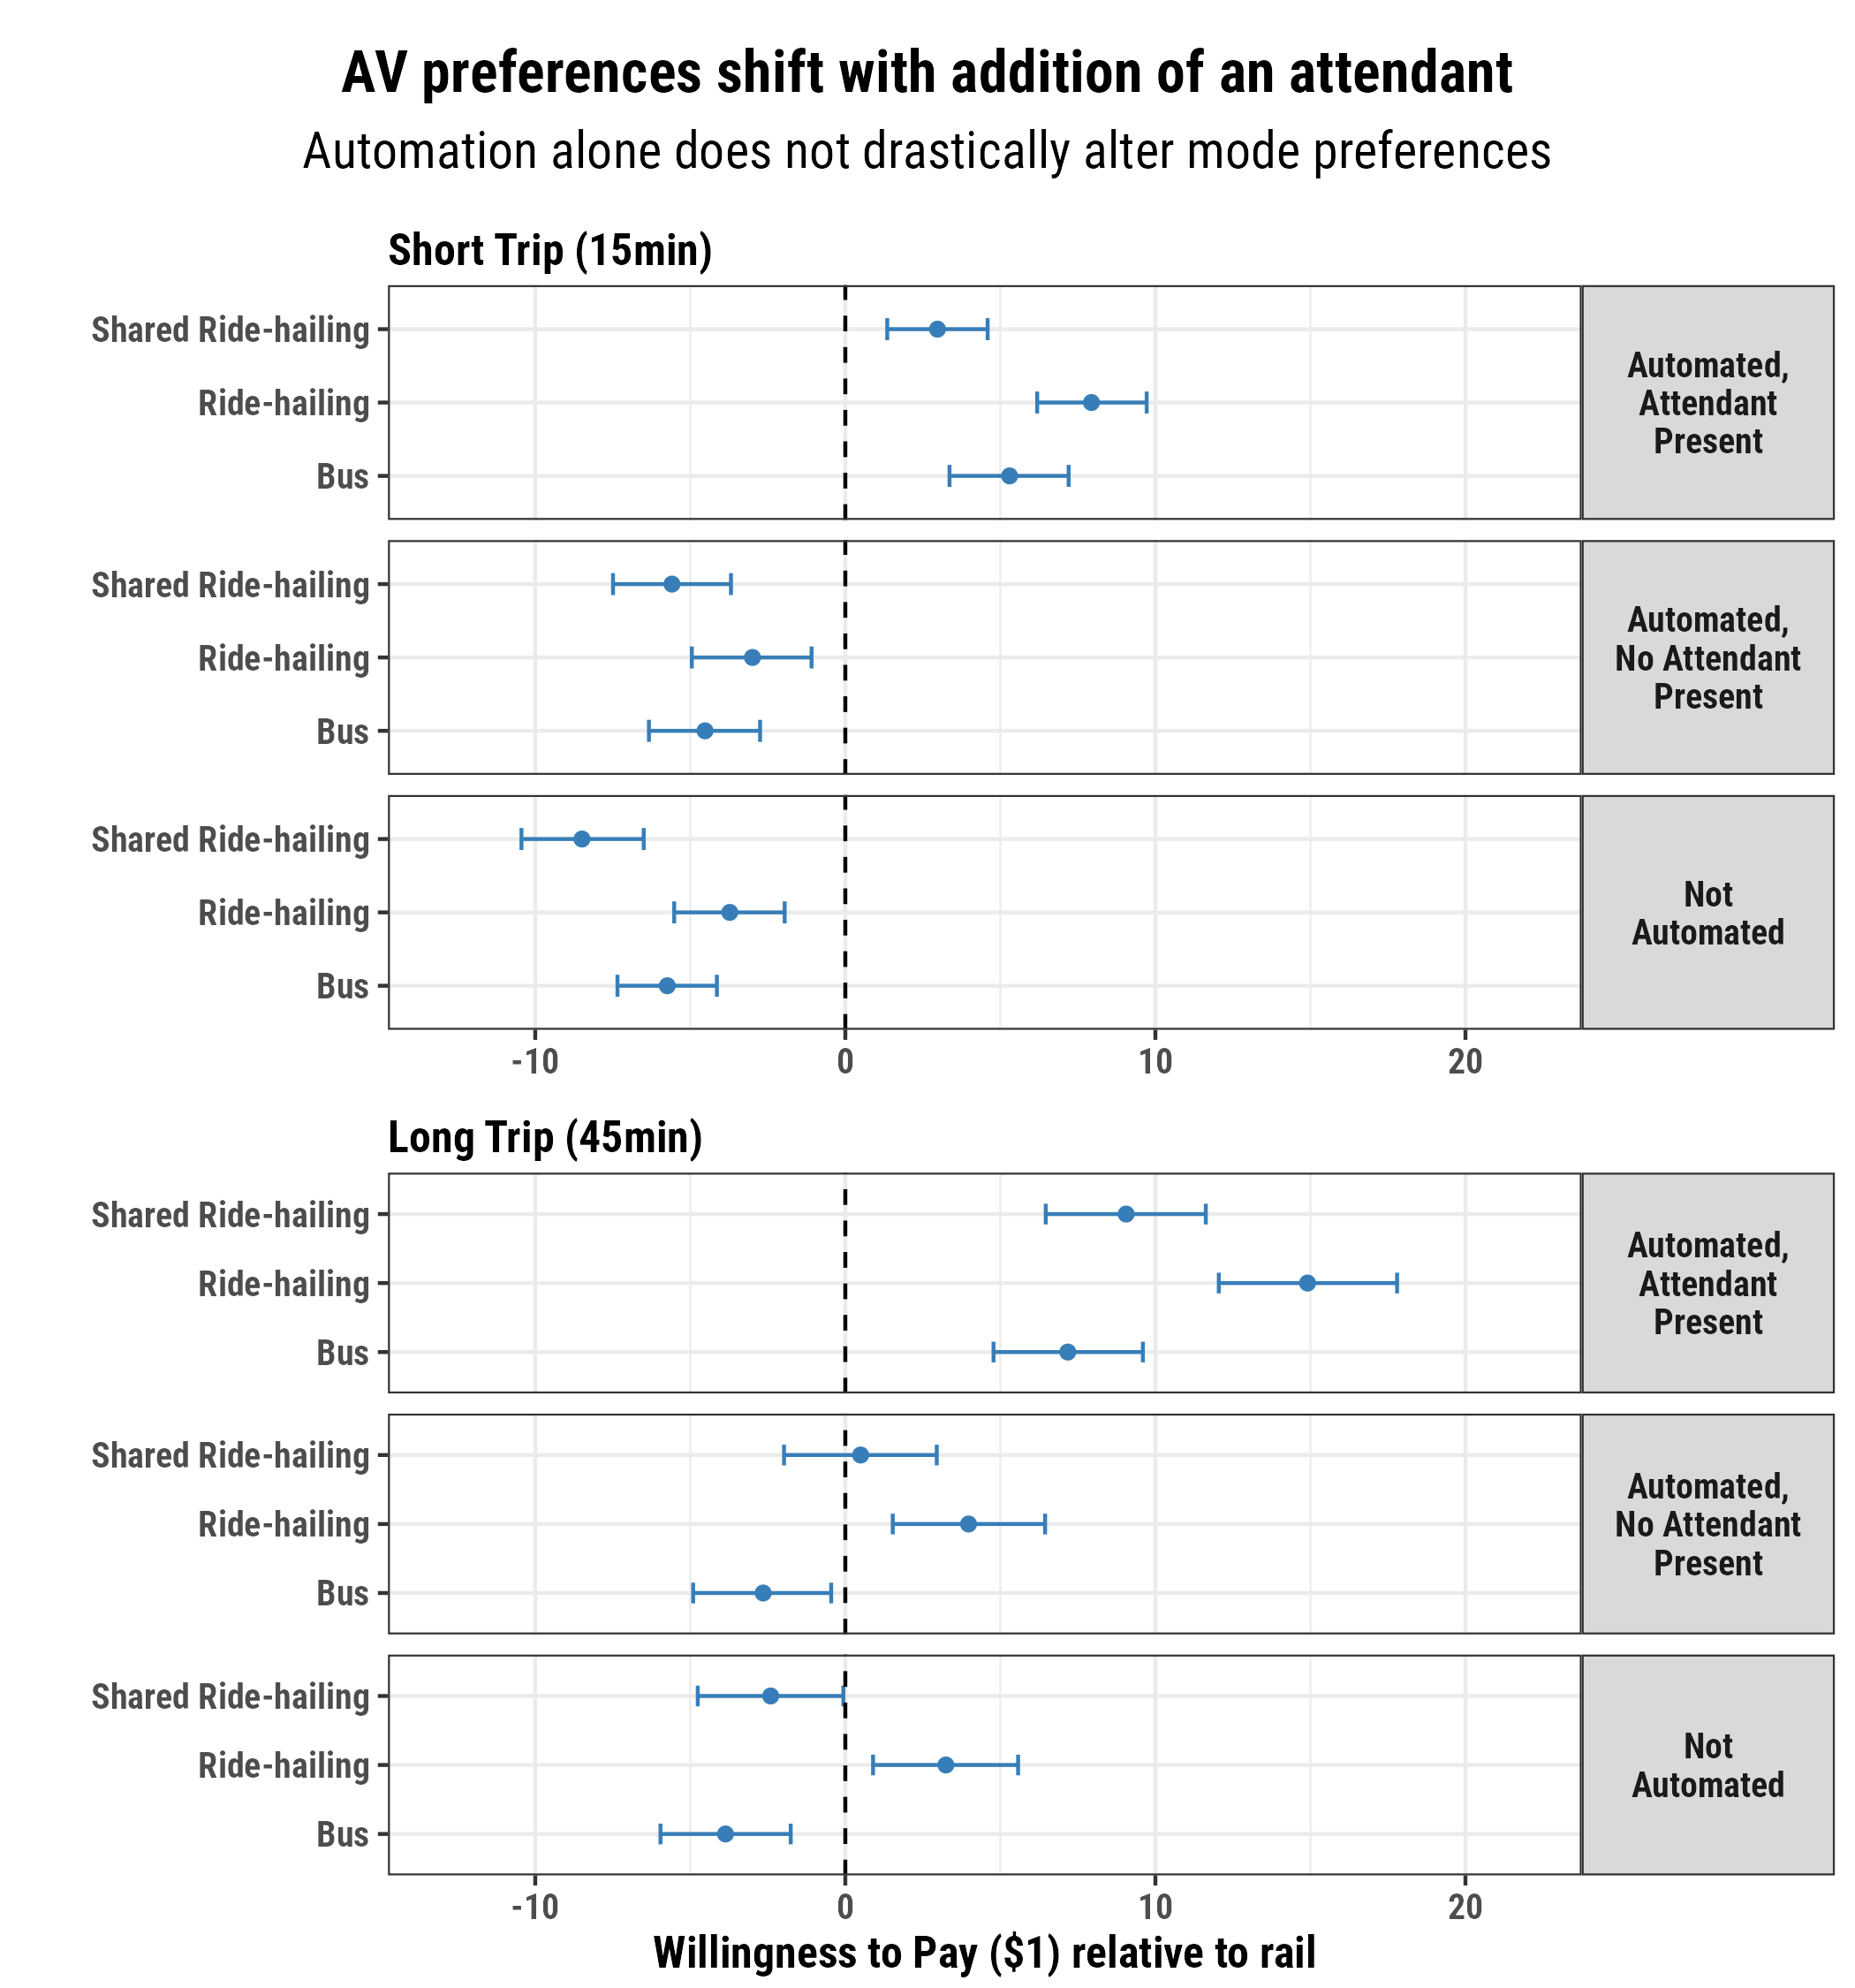 AV preferences shift with addition of an attendant
Automation alone does not drastically alter mode preferences
Short Trip (15min)
Shared Ride-hailing
Ride-hailing
Bus
Automated,
Attendant
Present
Shared Ride-hailing
Ride-hailing
Bus
Automated,
No Attendant
Present
Shared Ride-hailing
Ride-hailing
Bus
Not
Automated
-10 0 10 20
Long Trip (45min)
Shared Ride-hailing
Ride-hailing
Bus
Automated,
Attendant
Present
Shared Ride-hailing
Ride-hailing
Bus
Automated,
No Attendant
Present
Shared Ride-hailing
Ride-hailing
Bus
Not
Automated
-10 0 10 20
Willingness to Pay ($1) relative to rail